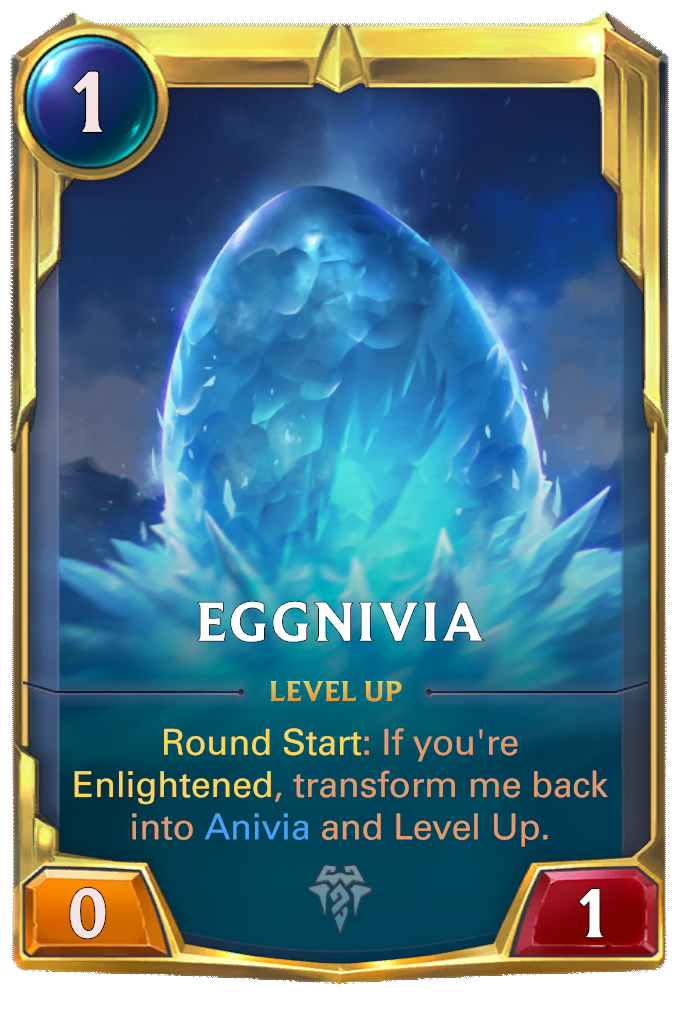 1
EGGNIVIA
LEVEL UP
Round Start: If you're
Enlightened, transform me back
into Anivia and Level Up.
0
1